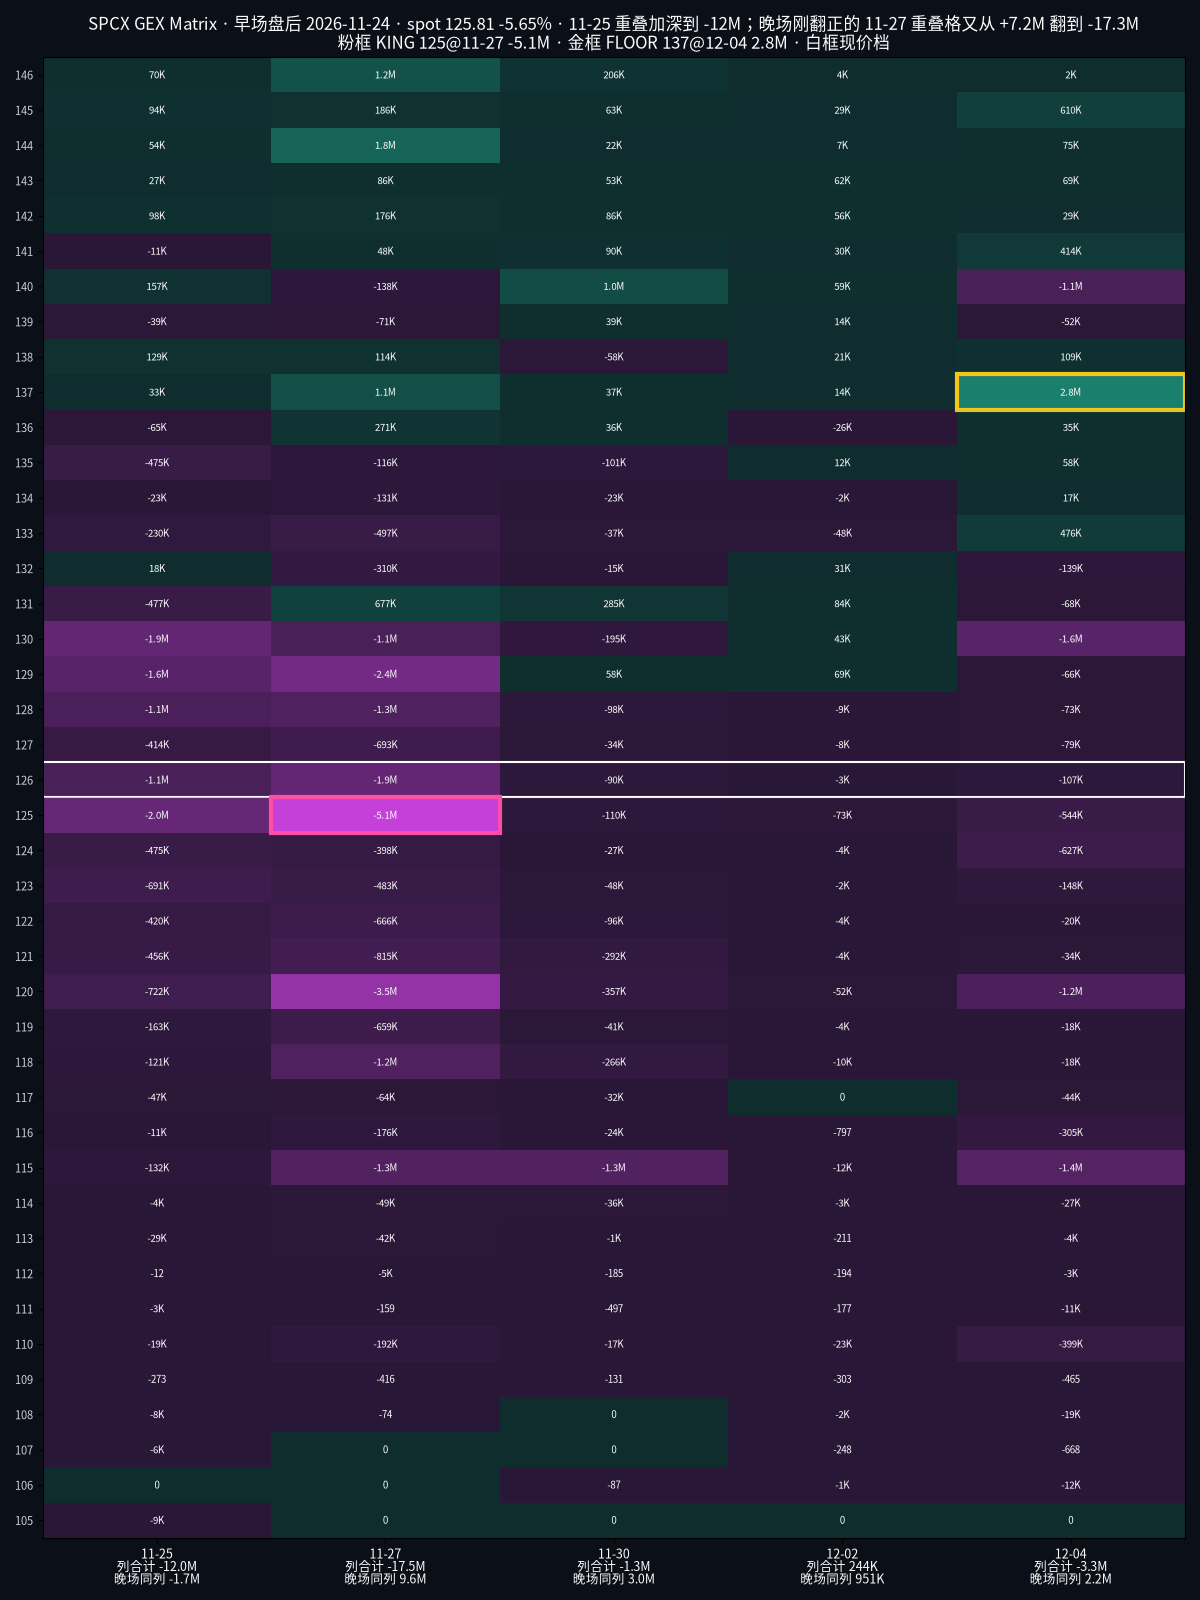 SPCX GEX Matrix · 早场盘后 2026-11-24 · spot 125.81 -5.65% · 11-25 重叠加深到 -12M；晚场刚翻正的 11-27 重叠格又从 +7.2M 翻到 -17.3M
粉框 KING 125@11-27 -5.1M · 金框 FLOOR 137@12-04 2.8M · 白框现价档
146 70K 1.2M 206K 4K 2K
145 94K 186K 63K 29K 610K
144 54K 1.8M 22K 7K 75K
143 27K 86K 53K 62K 69K
142 98K 176K 86K 56K 29K
141 -11K 48K 90K 30K 414K
140 157K -138K 1.0M 59K -1.1M
139 -39K -71K 39K 14K -52K
138 129K 114K -58K 21K 109K
137 33K 1.1M 37K 14K 2.8M
136 -65K 271K 36K -26K 35K
135 -475K -116K -101K 12K 58K
134 -23K -131K -23K -2K 17K
133 -230K -497K -37K -48K 476K
132 18K -310K -15K 31K -139K
131 -477K 677K 285K 84K -68K
130 -1.9M -1.1M -195K 43K -1.6M
129 -1.6M -2.4M 58K 69K -66K
128 -1.1M -1.3M -98K -9K -73K
127 -414K -693K -34K -8K -79K
126 -1.1M -1.9M -90K -3K -107K
125 -2.0M -5.1M -110K -73K -544K
124 -475K -398K -27K -4K -627K
123 -691K -483K -48K -2K -148K
122 -420K -666K -96K -4K -20K
121 -456K -815K -292K -4K -34K
120 -722K -3.5M -357K -52K -1.2M
119 -163K -659K -41K -4K -18K
118 -121K -1.2M -266K -10K -18K
117 -47K -64K -32K 0 -44K
116 -11K -176K -24K -797 -305K
115 -132K -1.3M -1.3M -12K -1.4M
114 -4K -49K -36K -3K -27K
113 -29K -42K -1K -211 -4K
112 -12 -5K -185 -194 -3K
111 -3K -159 -497 -177 -11K
110 -19K -192K -17K -23K -399K
109 -273 -416 -131 -303 -465
108 -8K -74 0 -2K -19K
107 -6K 0 0 -248 -668
106 0 0 -87 -1K -12K
105 -9K 0 0 0 0
11-25 11-27 11-30 12-02 12-04
列合计 -12.0M 列合计 -17.5M 列合计 -1.3M 列合计 244K 列合计 -3.3M
晚场同列 -1.7M 晚场同列 9.6M 晚场同列 3.0M 晚场同列 951K 晚场同列 2.2M